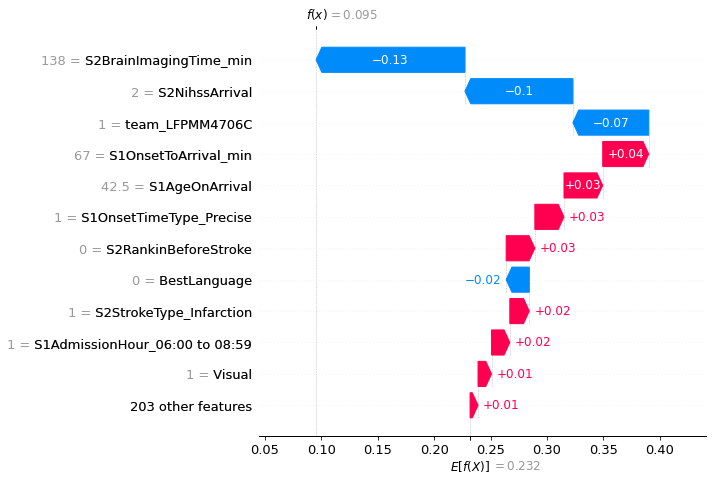 f(x) = 0.095
138 = S2BrainImagingTime_min −0.13
2 = S2NihssArrival −0.1
1 = team_LFPMM4706C −0.07
67 = S1OnsetToArrival_min +0.04
42.5 = S1AgeOnArrival +0.03
1 = S1OnsetTimeType_Precise +0.03
0 = S2RankinBeforeStroke +0.03
0 = BestLanguage −0.02
1 = S2StrokeType_Infarction +0.02
1 = S1AdmissionHour_06:00 to 08:59 +0.02
1 = Visual +0.01
203 other features +0.01
0.05 0.10 0.15 0.20 0.25 0.30 0.35 0.40
E[f(X)] = 0.232